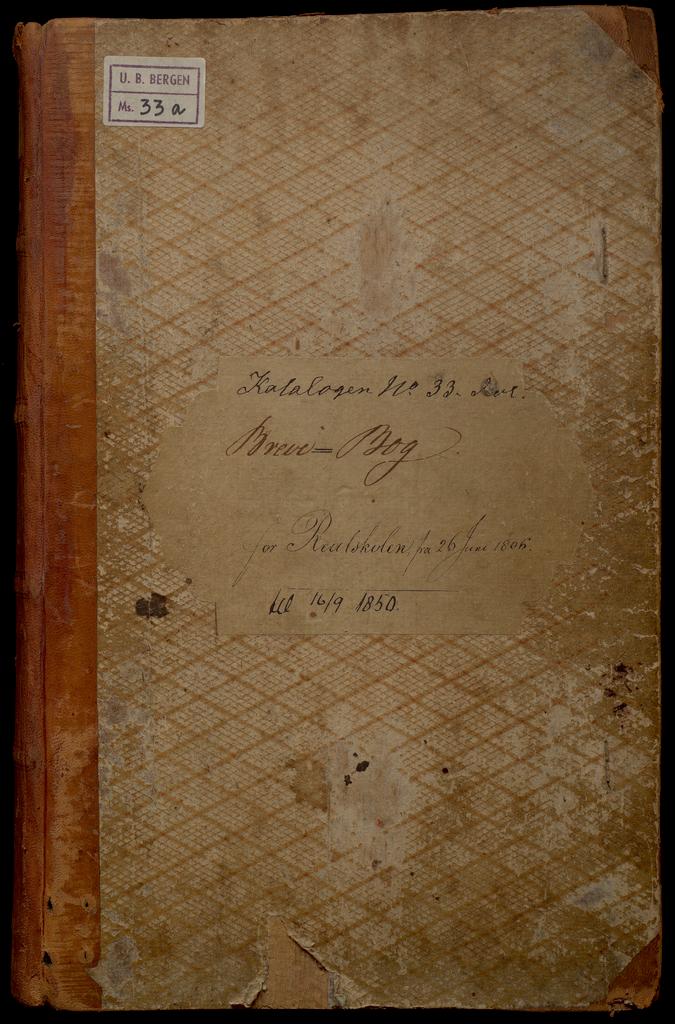 U. B. BERGEN
Ms. 33 a
Katalogen No. 33.
Brev=Bog.
for Realskolen fra 26 Juni 1806.
til 16/9 1850.